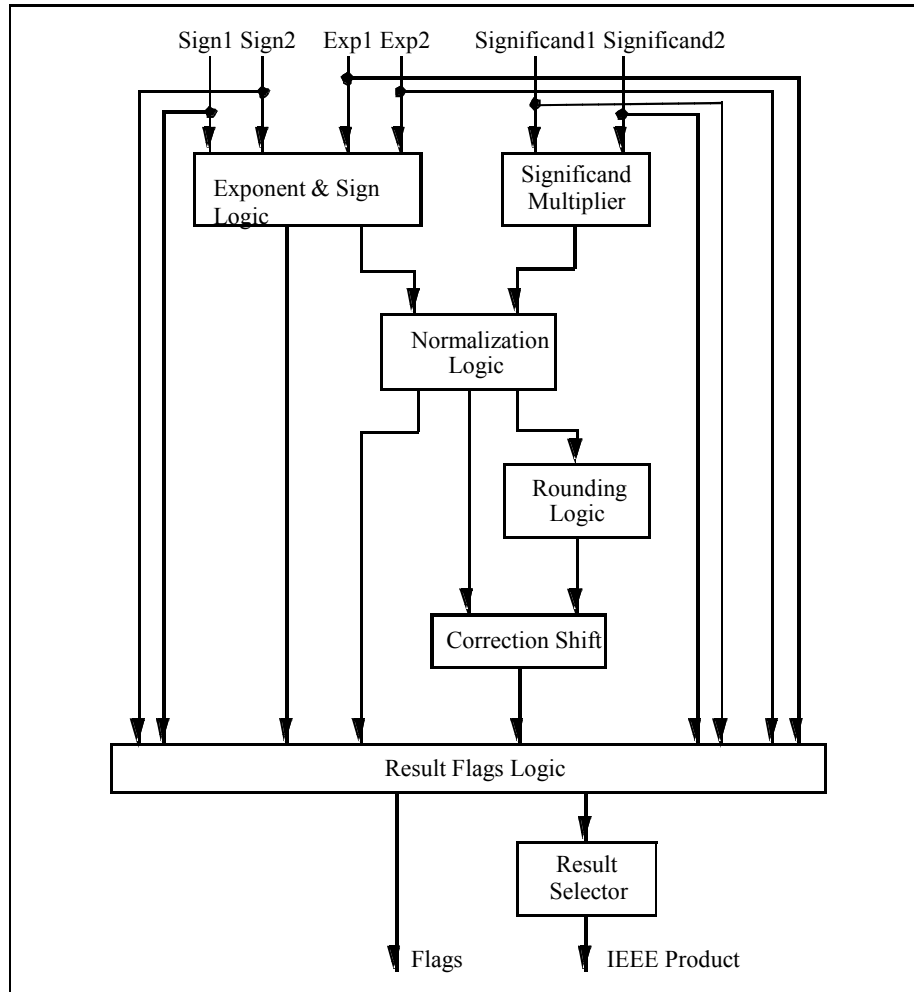 Sign1 Sign2 Exp1 Exp2 Significand1 Significand2
Exponent & Sign
Logic
Significand
Multiplier
Normalization
Logic
Rounding
Logic
Correction Shift
Result Flags Logic
Result
Selector
Flags
IEEE Product